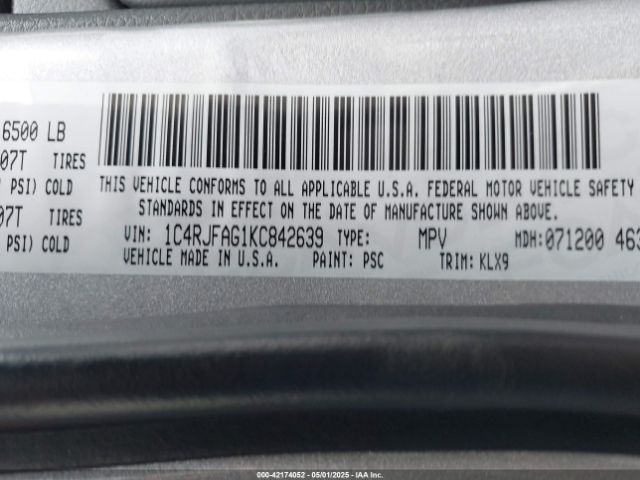 6500 LB
07T TIRES
PSI) COLD
07T TIRES
PSI) COLD
THIS VEHICLE CONFORMS TO ALL APPLICABLE U.S.A. FEDERAL MOTOR VEHICLE SAFETY
STANDARDS IN EFFECT ON THE DATE OF MANUFACTURE SHOWN ABOVE.
VIN: 1C4RJFAG1KC842639 TYPE: MPV MDH:071200 463
VEHICLE MADE IN U.S.A. PAINT: PSC TRIM: KLX9
000-42174052 - 05/01/2025 - IAA Inc.